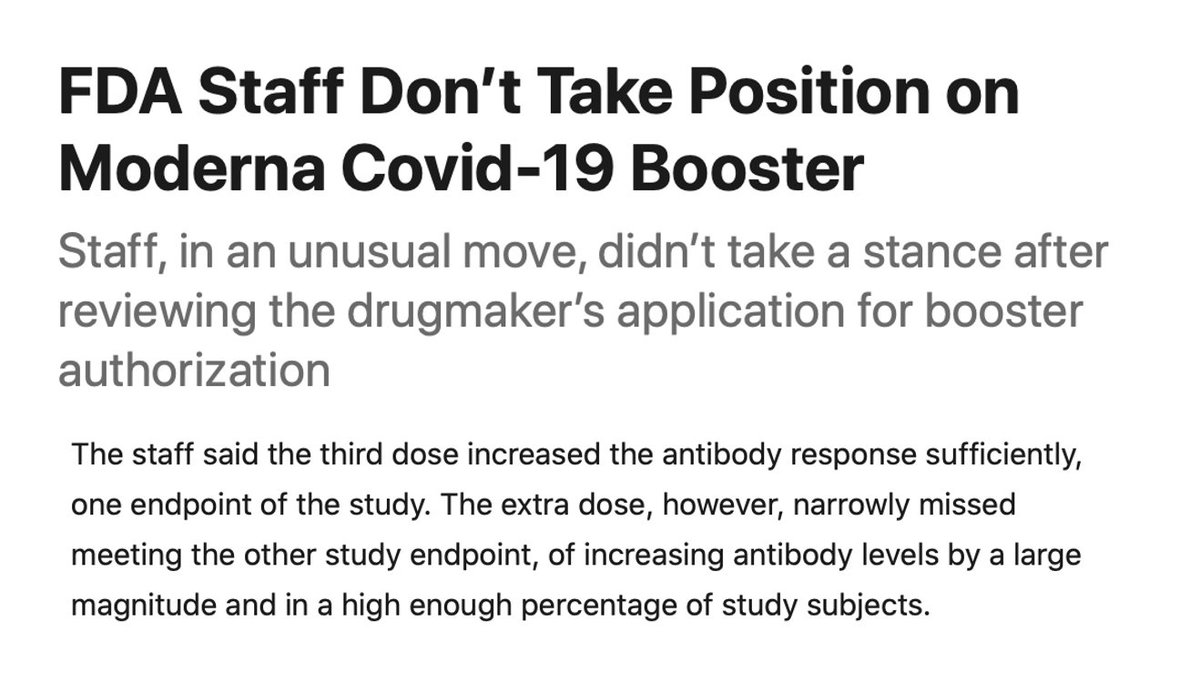 FDA Staff Don’t Take Position on
Moderna Covid-19 Booster
Staff, in an unusual move, didn’t take a stance after
reviewing the drugmaker’s application for booster
authorization
The staff said the third dose increased the antibody response sufficiently,
one endpoint of the study. The extra dose, however, narrowly missed
meeting the other study endpoint, of increasing antibody levels by a large
magnitude and in a high enough percentage of study subjects.